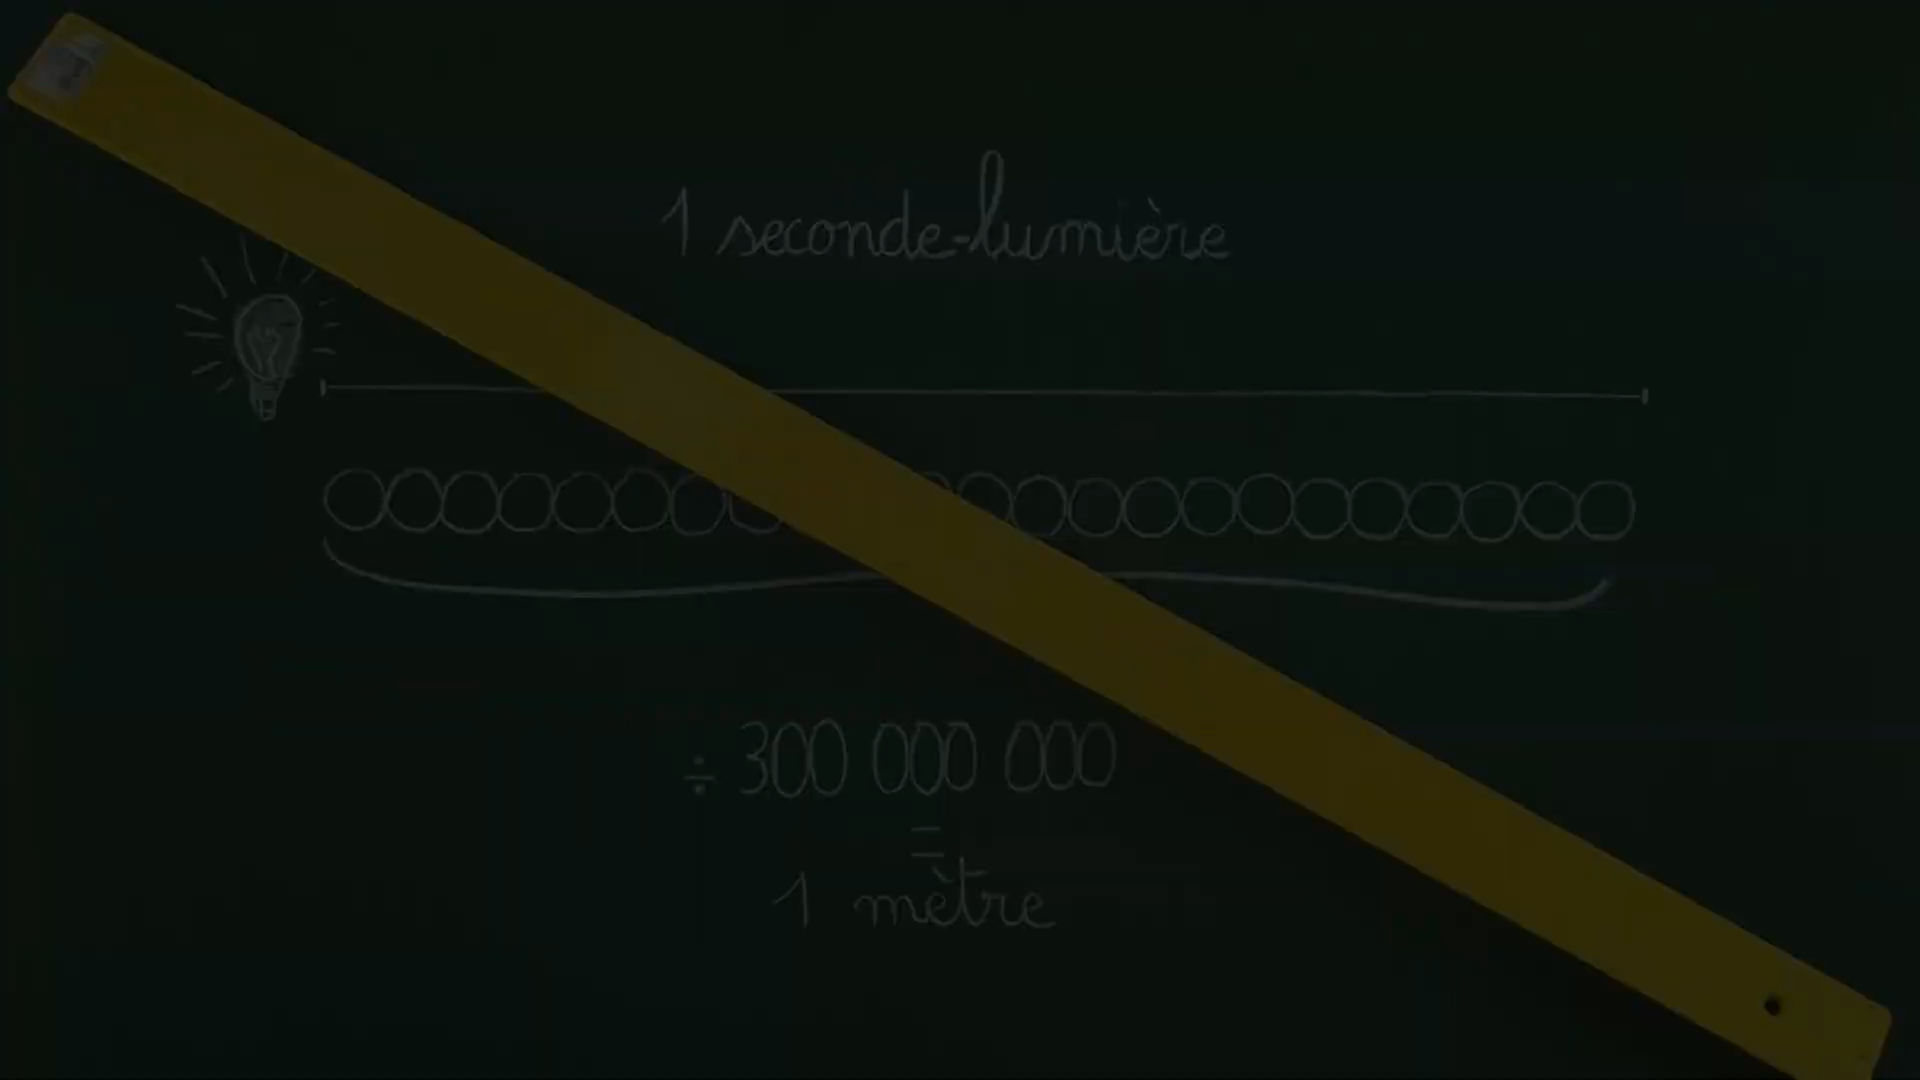 1 seconde-lumière
÷ 300 000 000
=
1 mètre